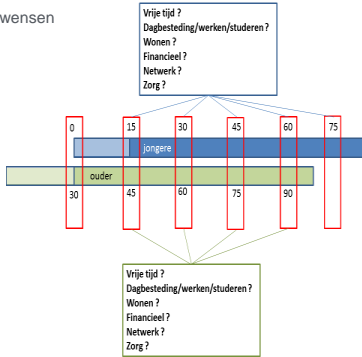 wensen
Vrije tijd ?
Dagbesteding/werken/studeren ?
Wonen ?
Financieel ?
Netwerk ?
Zorg ?
0 15 30 45 60 75
jongere
ouder
30 45 60 75 90
Vrije tijd ?
Dagbesteding/werken/studeren ?
Wonen ?
Financieel ?
Netwerk ?
Zorg ?